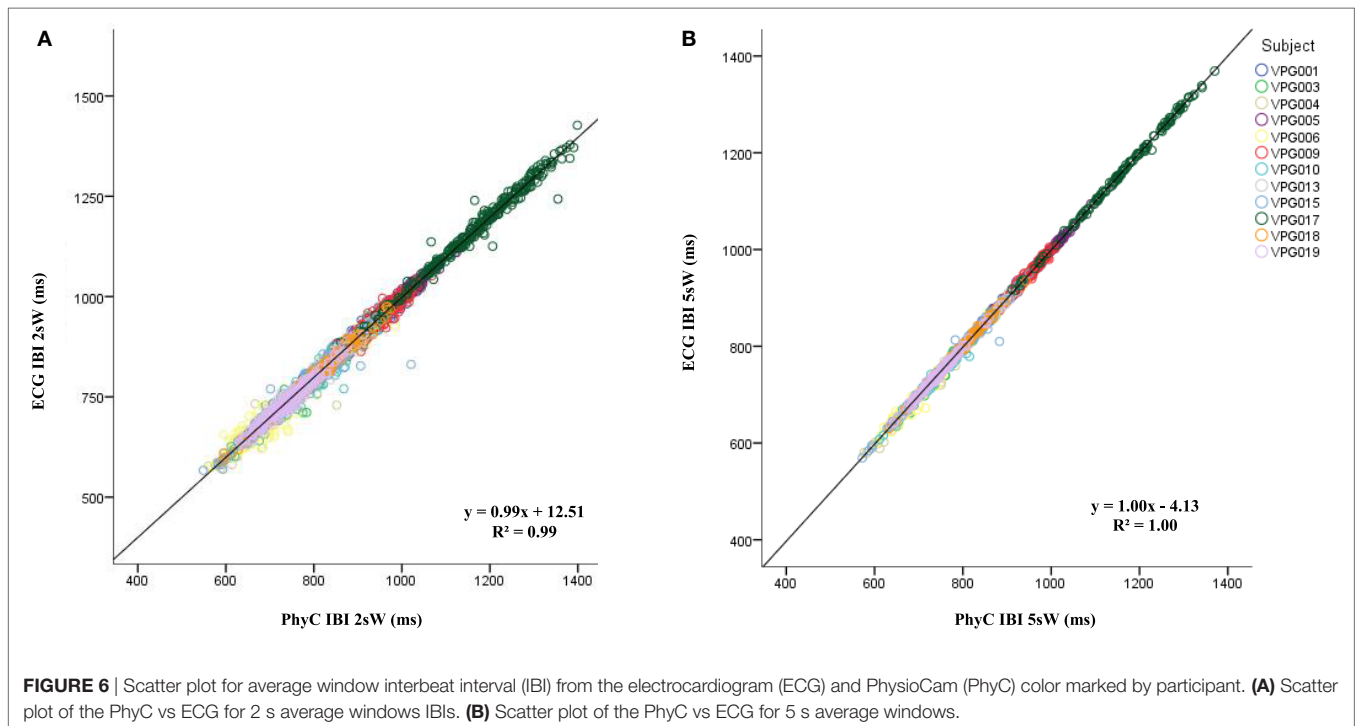 A
1500
1250
1000
750
500
ECG IBI 2sW (ms)
400 600 800 1000 1200 1400
PhyC IBI 2sW (ms)
y = 0.99x + 12.51
R² = 0.99
B
1400
1200
1000
800
600
400
ECG IBI 5sW (ms)
400 600 800 1000 1200 1400
PhyC IBI 5sW (ms)
y = 1.00x - 4.13
R² = 1.00
Subject
VPG001
VPG003
VPG004
VPG005
VPG006
VPG009
VPG010
VPG013
VPG015
VPG017
VPG018
VPG019
FIGURE 6 | Scatter plot for average window interbeat interval (IBI) from the electrocardiogram (ECG) and PhysioCam (PhyC) color marked by participant. (A) Scatter
plot of the PhyC vs ECG for 2 s average windows IBIs. (B) Scatter plot of the PhyC vs ECG for 5 s average windows.